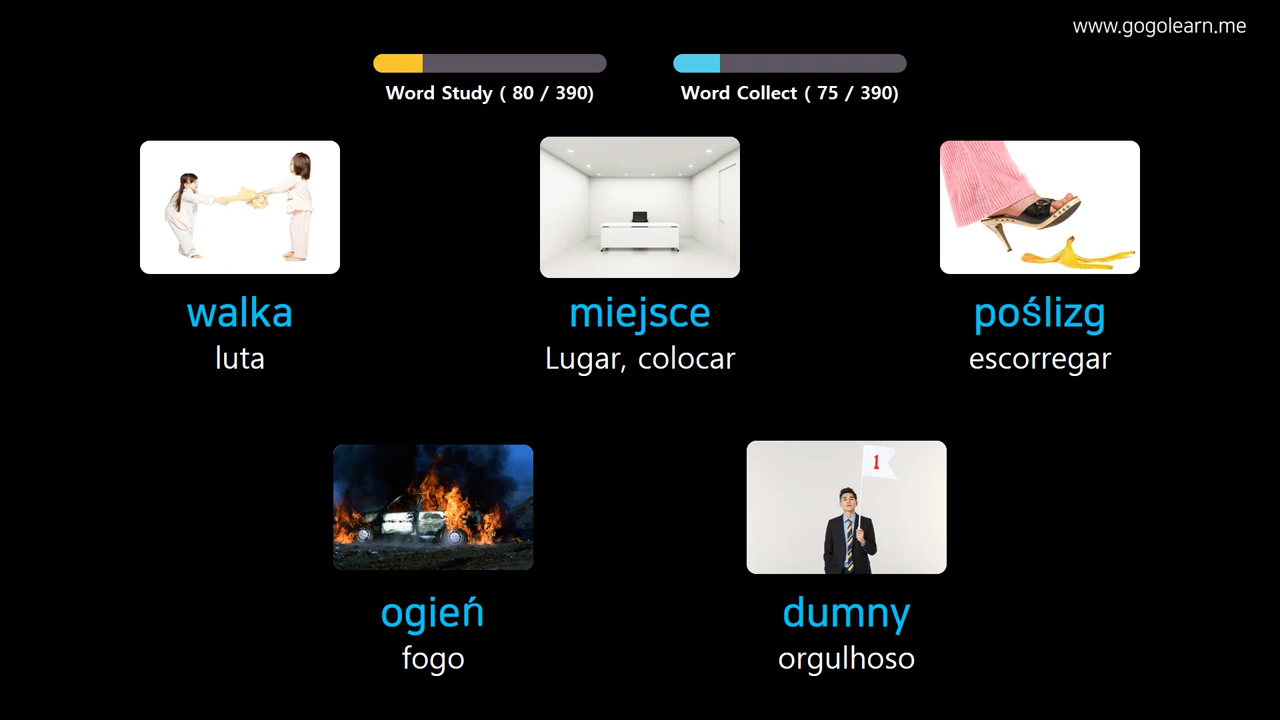 www.gogolearn.me
Word Study ( 80 / 390)
Word Collect ( 75 / 390)
walka
luta
miejsce
Lugar, colocar
poślizg
escorregar
1
ogień
fogo
dumny
orgulhoso